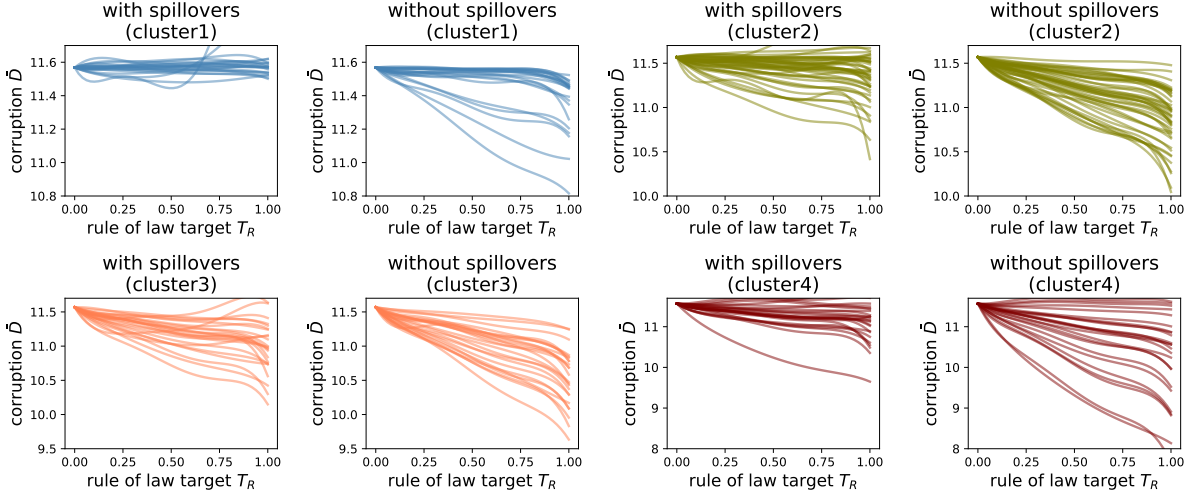 with spillovers
(cluster1)
without spillovers
(cluster1)
with spillovers
(cluster2)
without spillovers
(cluster2)
corruption D̄
11.6
11.4
11.2
11.0
10.8
0.00 0.25 0.50 0.75 1.00
rule of law target T_R
corruption D̄
11.6
11.4
11.2
11.0
10.8
0.00 0.25 0.50 0.75 1.00
rule of law target T_R
corruption D̄
11.5
11.0
10.5
10.0
0.00 0.25 0.50 0.75 1.00
rule of law target T_R
corruption D̄
11.5
11.0
10.5
10.0
0.00 0.25 0.50 0.75 1.00
rule of law target T_R
with spillovers
(cluster3)
without spillovers
(cluster3)
with spillovers
(cluster4)
without spillovers
(cluster4)
corruption D̄
11.5
11.0
10.5
10.0
9.5
0.00 0.25 0.50 0.75 1.00
rule of law target T_R
corruption D̄
11.5
11.0
10.5
10.0
9.5
0.00 0.25 0.50 0.75 1.00
rule of law target T_R
corruption D̄
11
10
9
8
0.00 0.25 0.50 0.75 1.00
rule of law target T_R
corruption D̄
11
10
9
8
0.00 0.25 0.50 0.75 1.00
rule of law target T_R